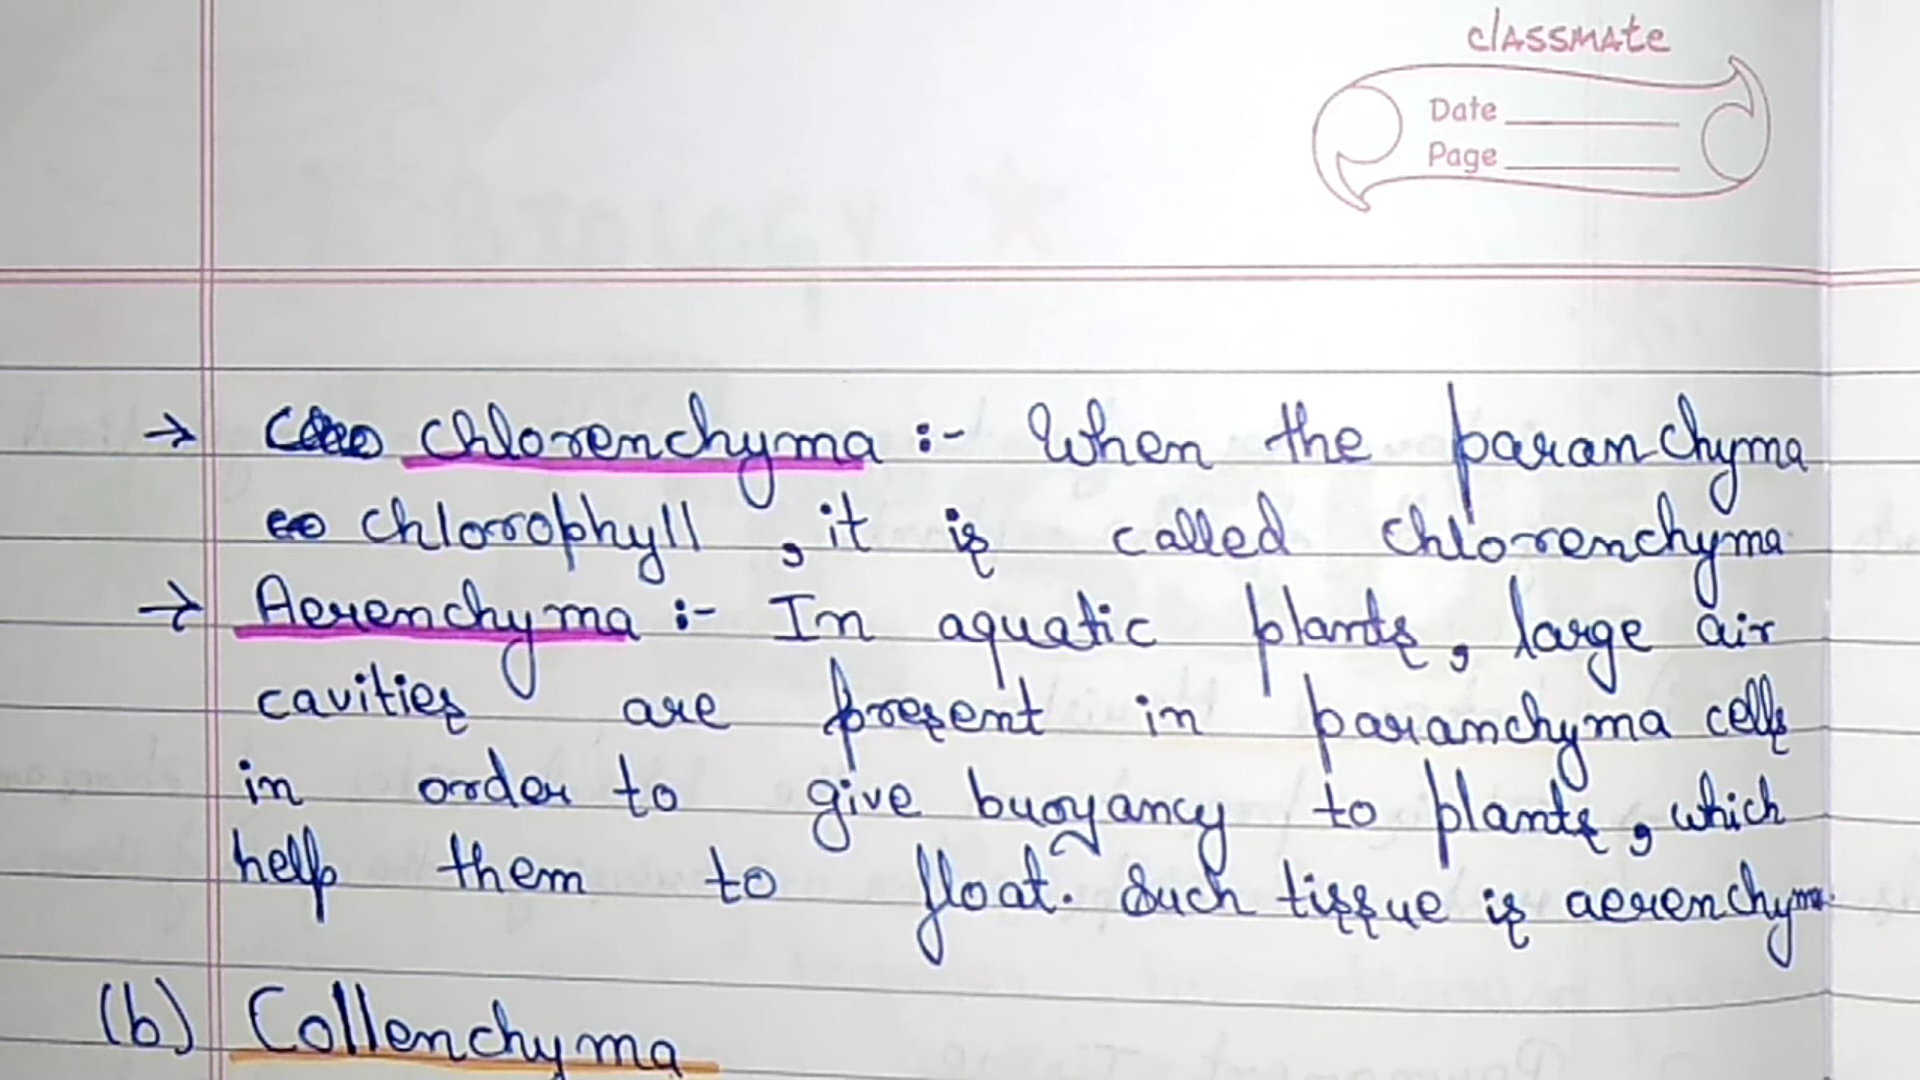 classmate
Date
Page
→ chlorenchyma :- When the paranchyma
chlorophyll, it is called chlorenchyma
→ Aerenchyma :- In aquatic plants, large air
cavities are present in paranchyma cells
in order to give buoyancy to plants, which
help them to float. Such tissue is aerenchyma.
(b) Collenchyma